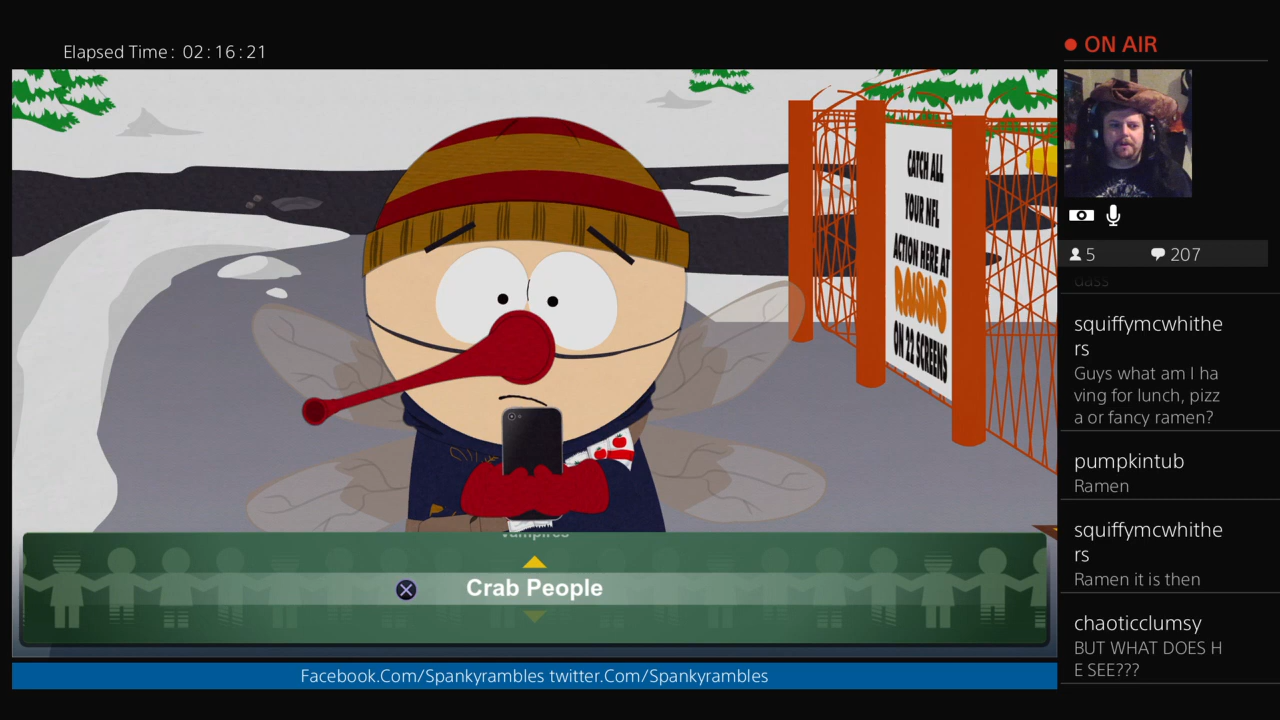 Elapsed Time: 02:16:21
ON AIR
CATCH ALL
YOUR NFL
ACTION HERE AT
RAISINS
ON 22 SCREENS
5 207
dass
squiffymcwhithe
rs
Guys what am I ha
ving for lunch, pizz
a or fancy ramen?
pumpkintub
Ramen
squiffymcwhithe
rs
Ramen it is then
chaoticclumsy
BUT WHAT DOES H
E SEE???
vampires
Crab People
Facebook.Com/Spankyrambles twitter.Com/Spankyrambles